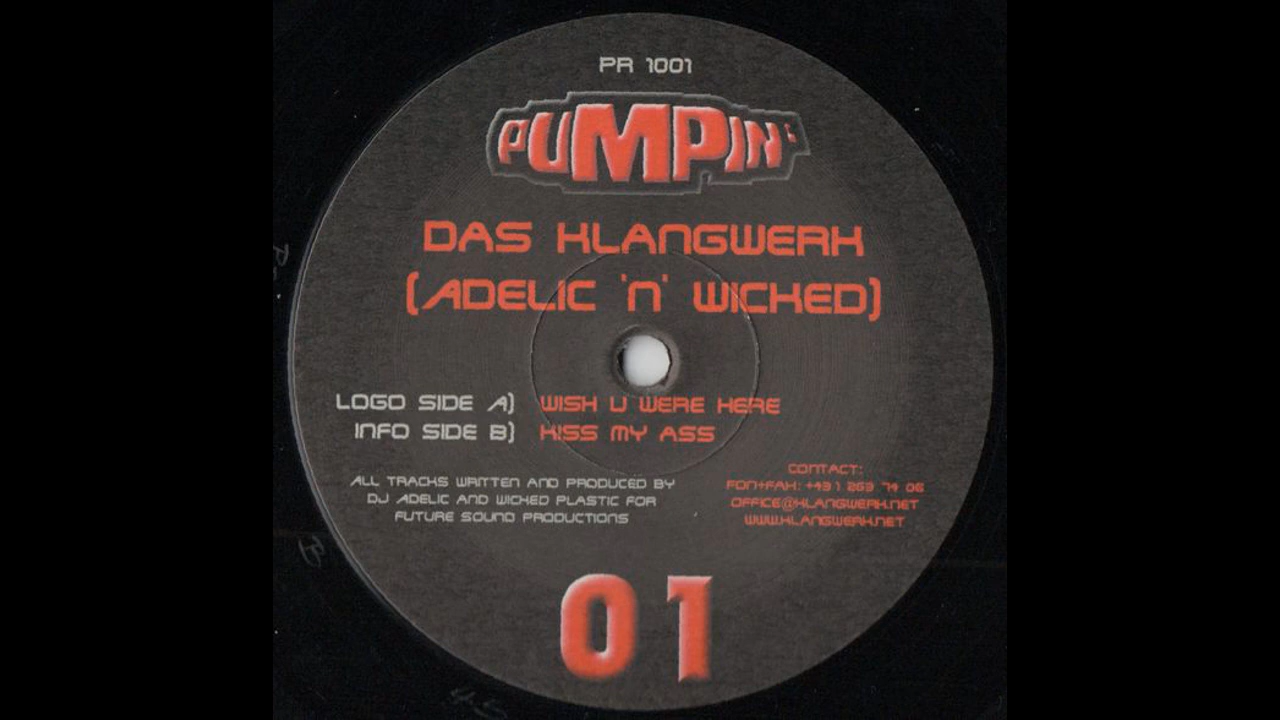 PR 1001
PUMPIN'
DAS KLANGWERK
(ADELIC 'N' WICKED)
LOGO SIDE A) WISH U WERE HERE
INFO SIDE B) KISS MY ASS
ALL TRACKS WRITTEN AND PRODUCED BY
DJ ADELIC AND WICKED PLASTIC FOR
FUTURE SOUND PRODUCTIONS
CONTACT:
FON+FAX: +43 1 263 74 06
OFFICE@KLANGWERK.NET
WWW.KLANGWERK.NET
01